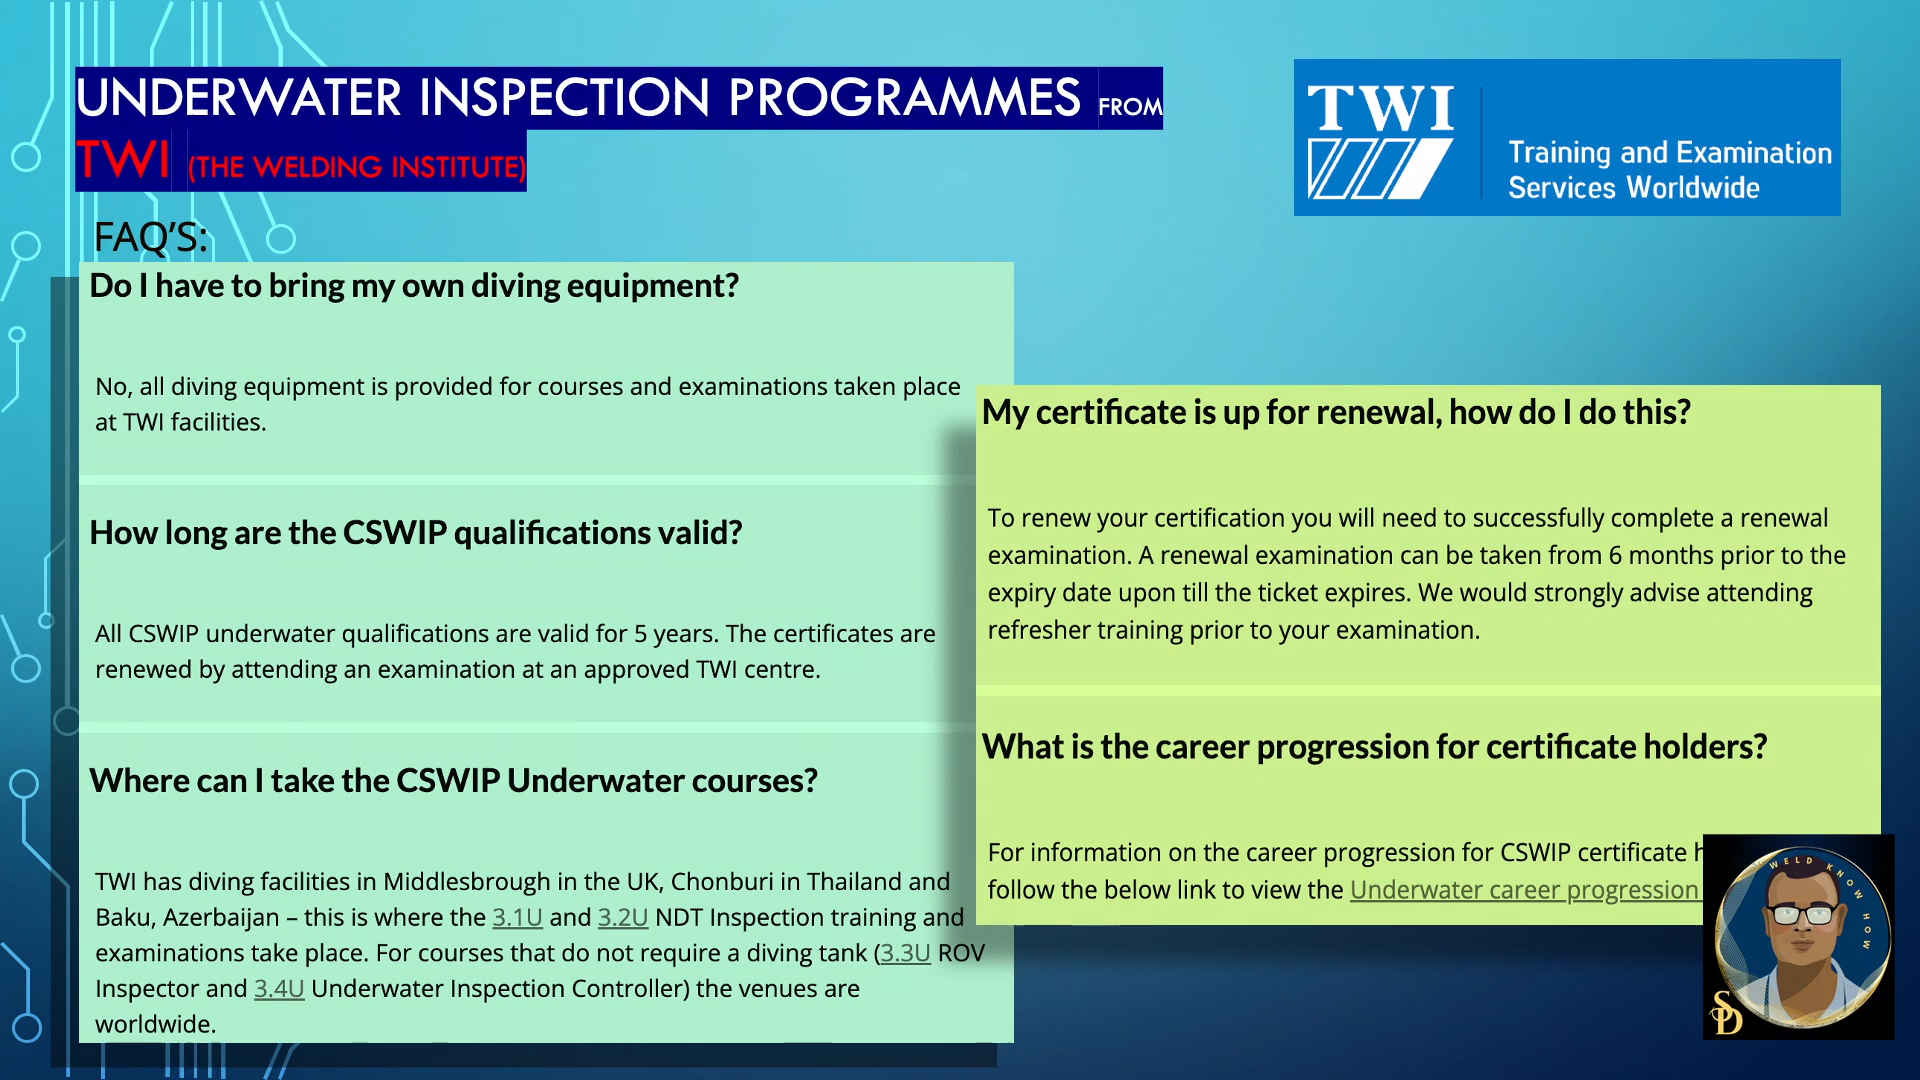 UNDERWATER INSPECTION PROGRAMMES FROM
TWI (THE WELDING INSTITUTE)
TWI
Training and Examination
Services Worldwide
FAQ’S:
Do I have to bring my own diving equipment?
No, all diving equipment is provided for courses and examinations taken place
at TWI facilities.
How long are the CSWIP qualifications valid?
All CSWIP underwater qualifications are valid for 5 years. The certificates are
renewed by attending an examination at an approved TWI centre.
Where can I take the CSWIP Underwater courses?
TWI has diving facilities in Middlesbrough in the UK, Chonburi in Thailand and
Baku, Azerbaijan – this is where the 3.1U and 3.2U NDT Inspection training and
examinations take place. For courses that do not require a diving tank (3.3U ROV
Inspector and 3.4U Underwater Inspection Controller) the venues are
worldwide.
My certificate is up for renewal, how do I do this?
To renew your certification you will need to successfully complete a renewal
examination. A renewal examination can be taken from 6 months prior to the
expiry date upon till the ticket expires. We would strongly advise attending
refresher training prior to your examination.
What is the career progression for certificate holders?
For information on the career progression for CSWIP certificate
follow the below link to view the Underwater career progression
WELD KNOW HOW
SD